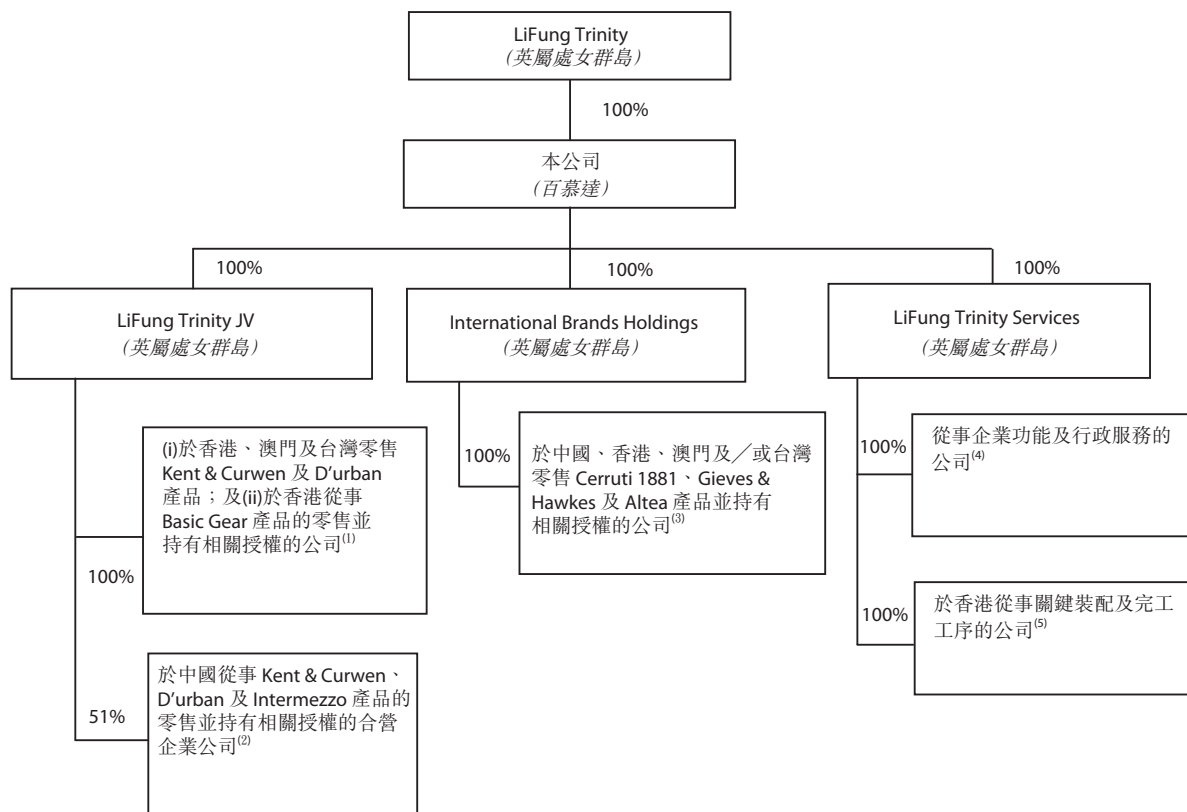 LiFung Trinity
(英屬處女群島)
100%
本公司
(百慕達)
100%
100%
100%
LiFung Trinity JV
(英屬處女群島)
International Brands Holdings
(英屬處女群島)
LiFung Trinity Services
(英屬處女群島)
(i)於香港、澳門及台灣零售
Kent & Curwen 及 D'urban
產品；及(ii)於香港從事
Basic Gear 產品的零售並
持有相關授權的公司(1)
100%
於中國從事 Kent & Curwen、
D'urban 及 Intermezzo 產品的
零售並持有相關授權的合營
企業公司(2)
51%
100%
於中國、香港、澳門及╱或台灣
零售 Cerruti 1881、Gieves &
Hawkes 及 Altea 產品並持有
相關授權的公司(3)
100%
從事企業功能及行政服務的
公司(4)
100%
於香港從事關鍵裝配及完工
工序的公司(5)